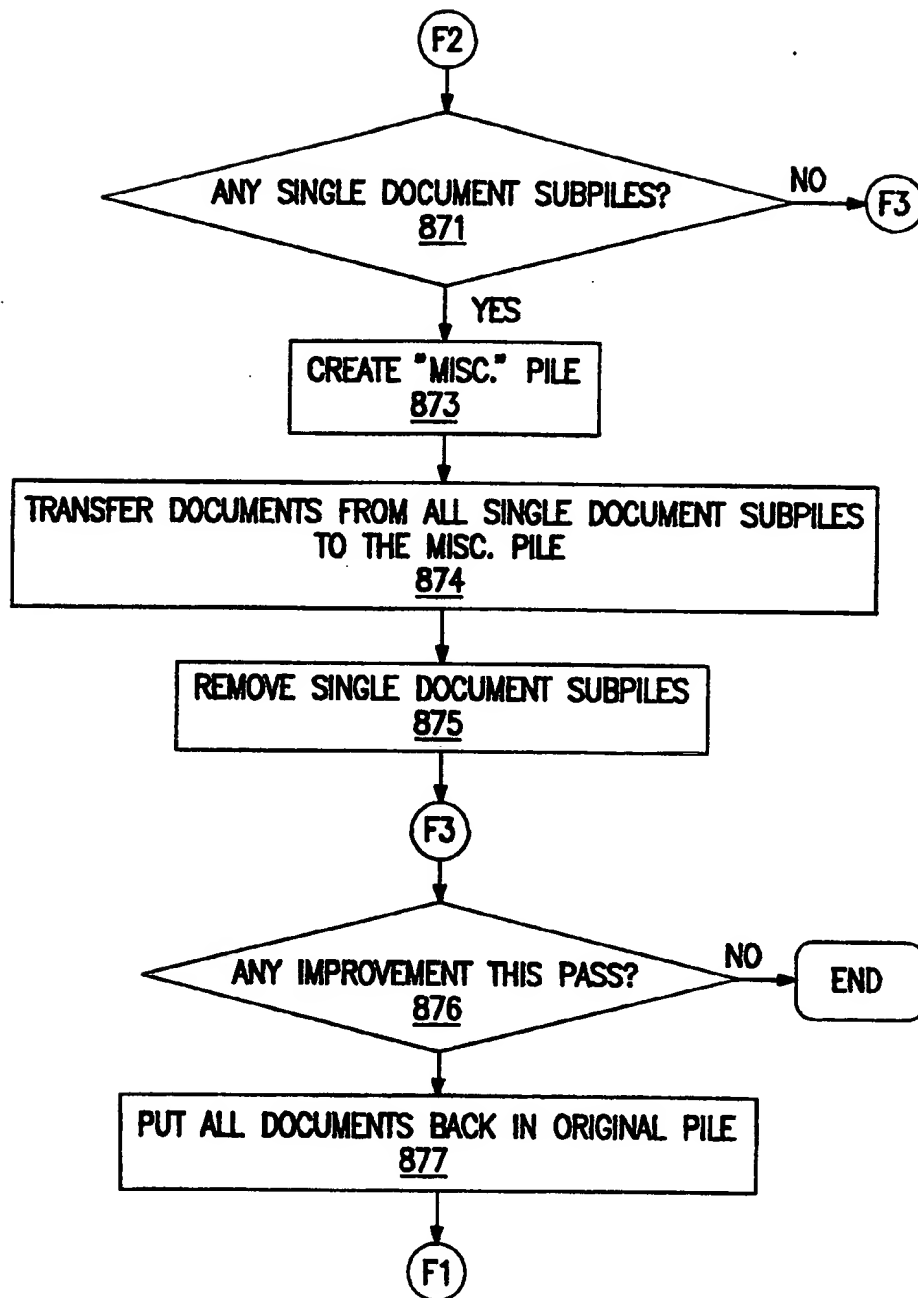 F2
ANY SINGLE DOCUMENT SUBPILES?
871
NO
F3
YES
CREATE "MISC." PILE
873
TRANSFER DOCUMENTS FROM ALL SINGLE DOCUMENT SUBPILES
TO THE MISC. PILE
874
REMOVE SINGLE DOCUMENT SUBPILES
875
F3
ANY IMPROVEMENT THIS PASS?
876
NO
END
PUT ALL DOCUMENTS BACK IN ORIGINAL PILE
877
F1